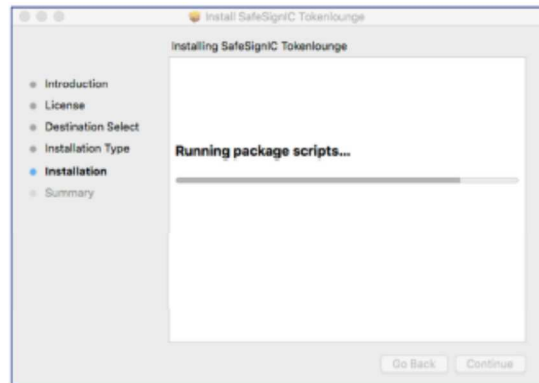 Install SafeSignIC Tokenlounge
Installing SafeSignIC Tokenlounge
Introduction
License
Destination Select
Installation Type
Installation
Summary
Running package scripts...
Go Back
Continue